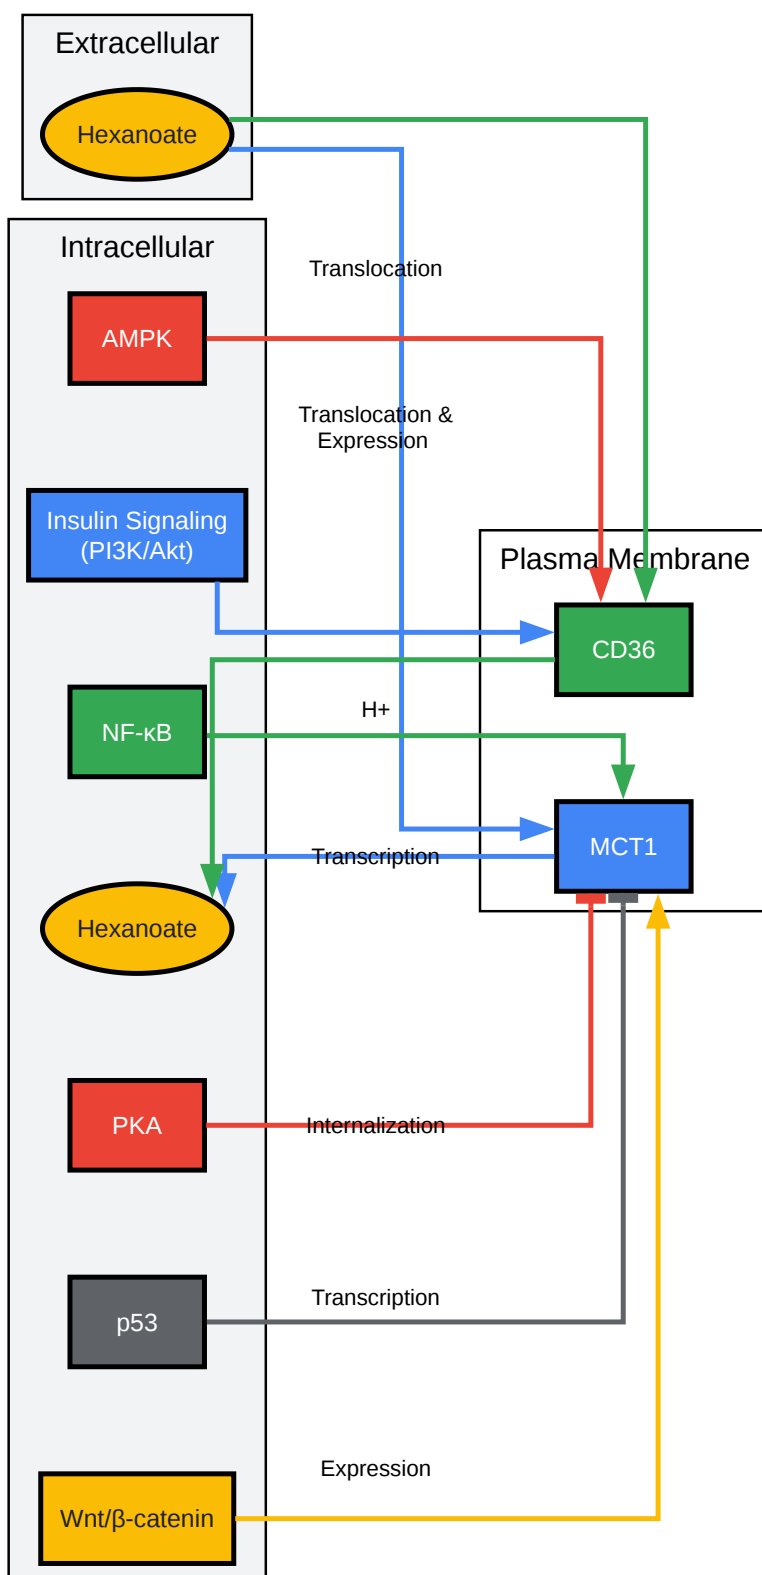 Extracellular
Hexanoate
Intracellular
Translocation
AMPK
Translocation &
Expression
Insulin Signaling
(PI3K/Akt)
Plasma Membrane
CD36
H+
NF-κB
MCT1
Transcription
Hexanoate
PKA
Internalization
Transcription
p53
Expression
Wnt/β-catenin